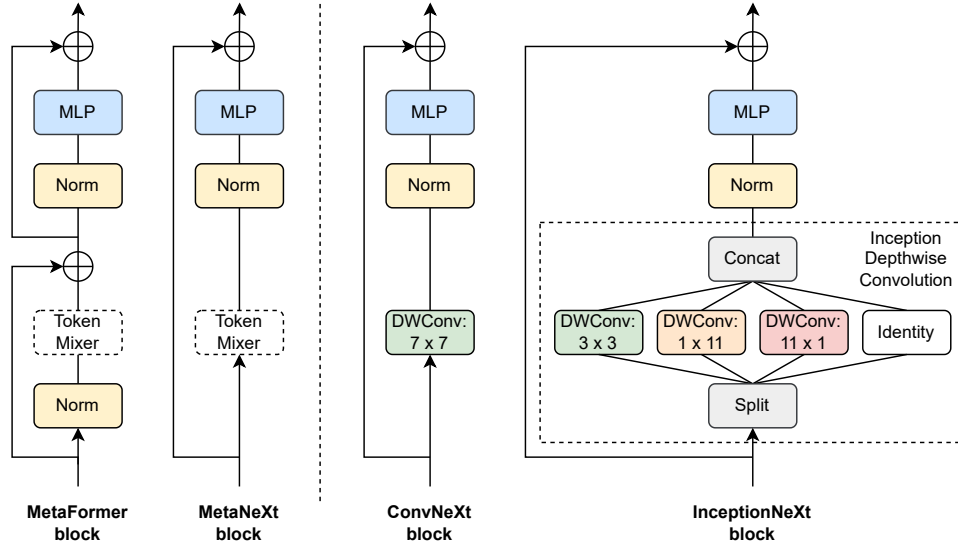 MLP
Norm
Token
Mixer
Norm
MetaFormer
block
MLP
Norm
Token
Mixer
MetaNeXt
block
MLP
Norm
DWConv:
7 x 7
ConvNeXt
block
MLP
Norm
Inception
Depthwise
Convolution
Concat
DWConv:
3 x 3
DWConv:
1 x 11
DWConv:
11 x 1
Identity
Split
InceptionNeXt
block